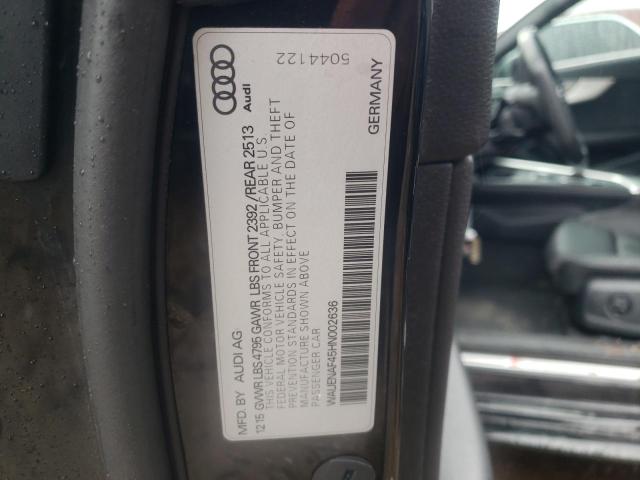 MFD. BY AUDI AG
12 15 GVWR LBS 4795 GAWR LBS FRONT 2392 / REAR 2513
THIS VEHICLE CONFORMS TO ALL APPLICABLE U S
FEDERAL MOTOR VEHICLE SAFETY, BUMPER AND THEFT
PREVENTION STANDARDS IN EFFECT ON THE DATE OF
MANUFACTURE SHOWN ABOVE
PASSENGER CAR
WAUENAF45HN002636
Audi
5044122
GERMANY